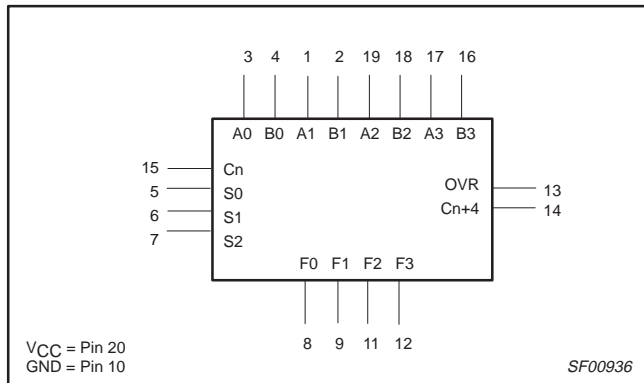 3 4 1 2 19 18 17 16
A0 B0 A1 B1 A2 B2 A3 B3
15 Cn
5 S0
6 S1
7 S2
OVR 13
Cn+4 14
F0 F1 F2 F3
8 9 11 12
VCC = Pin 20
GND = Pin 10
SF00936